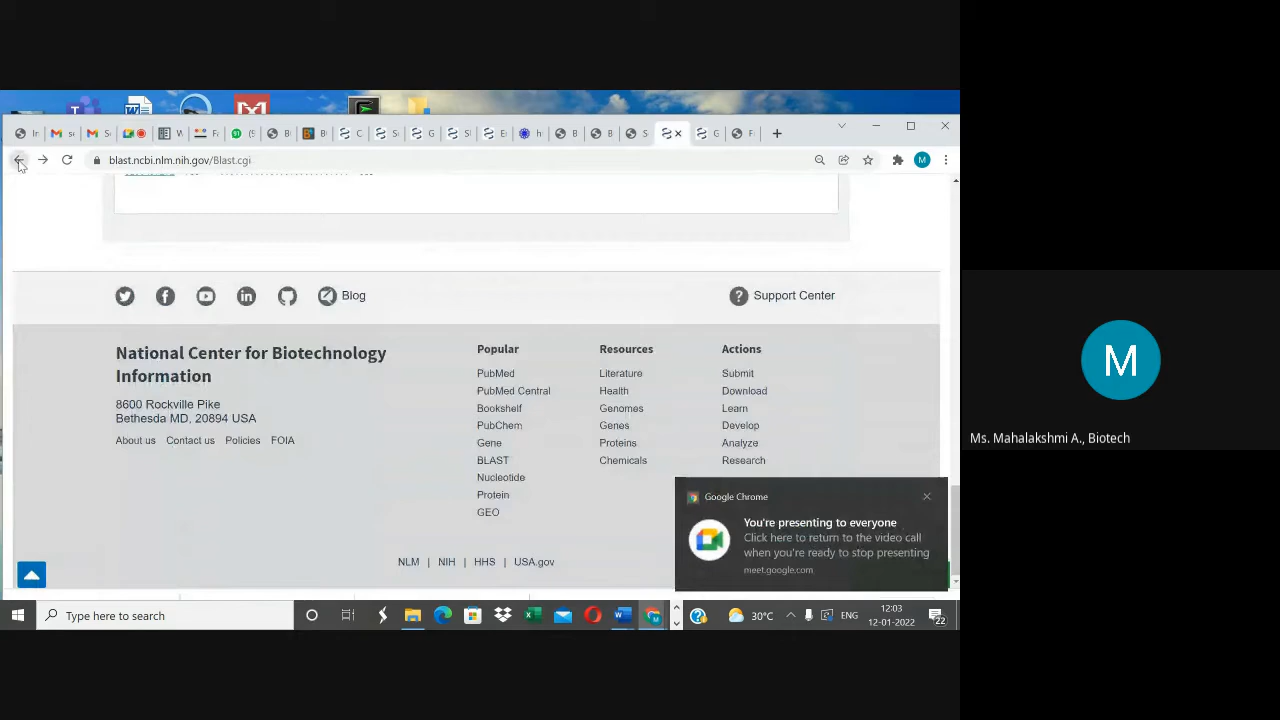 blast.ncbi.nlm.nih.gov/Blast.cgi
M
Blog
Support Center
National Center for Biotechnology
Information
8600 Rockville Pike
Bethesda MD, 20894 USA
About us Contact us Policies FOIA
Popular
PubMed
PubMed Central
Bookshelf
PubChem
Gene
BLAST
Nucleotide
Protein
GEO
Resources
Literature
Health
Genomes
Genes
Proteins
Chemicals
Actions
Submit
Download
Learn
Develop
Analyze
Research
NLM | NIH | HHS | USA.gov
Google Chrome
You're presenting to everyone
Click here to return to the video call
when you're ready to stop presenting
meet.google.com
Type here to search
30°C
ENG
12:03
12-01-2022
22
M
Ms. Mahalakshmi A., Biotech